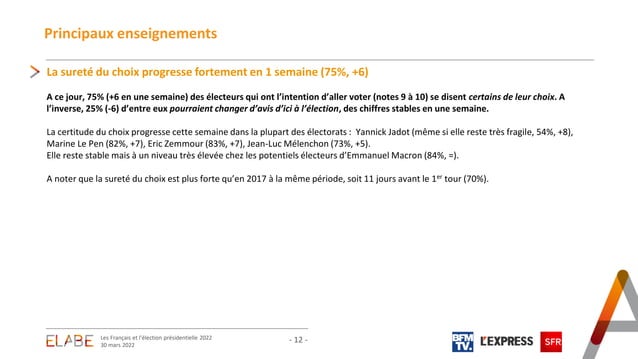 Principaux enseignements
La sureté du choix progresse fortement en 1 semaine (75%, +6)
A ce jour, 75% (+6 en une semaine) des électeurs qui ont l'intention d'aller voter (notes 9 à 10) se disent certains de leur choix. A
l'inverse, 25% (-6) d'entre eux pourraient changer d'avis d'ici à l'élection, des chiffres stables en une semaine.
La certitude du choix progresse cette semaine dans la plupart des électorats : Yannick Jadot (même si elle reste très fragile, 54%, +8),
Marine Le Pen (82%, +7), Eric Zemmour (83%, +7), Jean-Luc Mélenchon (73%, +5).
Elle reste stable mais à un niveau très élevée chez les potentiels électeurs d'Emmanuel Macron (84%, =).
A noter que la sureté du choix est plus forte qu'en 2017 à la même période, soit 11 jours avant le 1er tour (70%).
ELABE
Les Français et l'élection présidentielle 2022
30 mars 2022
- 12 -
BFM
TV.
L'EXPRESS
SFR